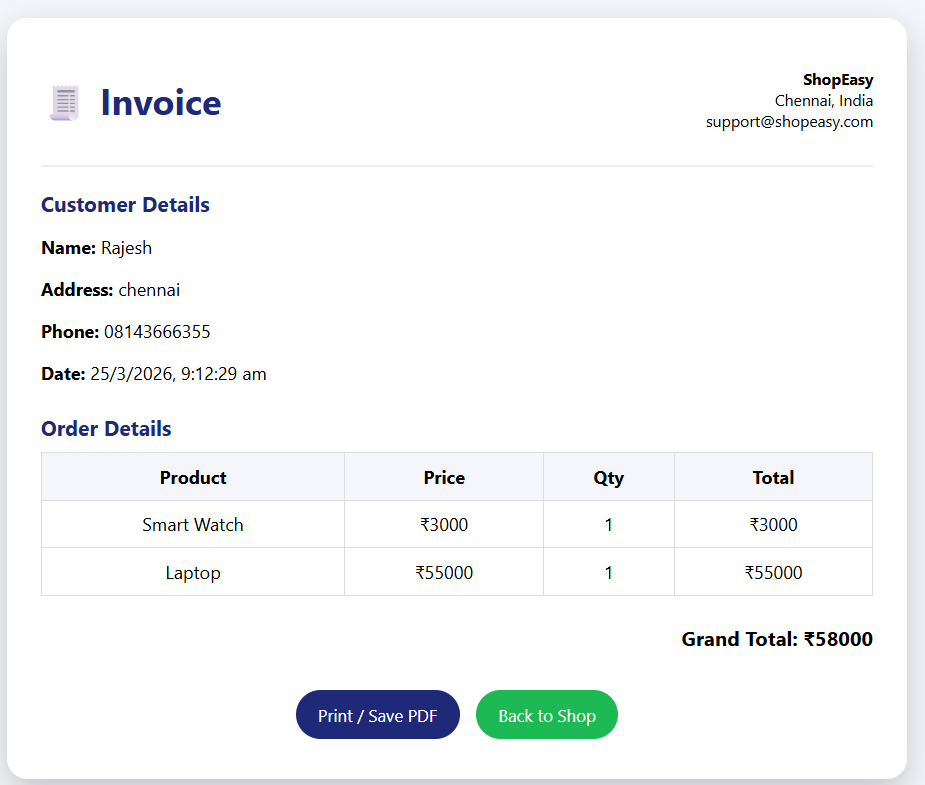 Invoice
ShopEasy
Chennai, India
support@shopeasy.com
Customer Details
Name: Rajesh
Address: chennai
Phone: 08143666355
Date: 25/3/2026, 9:12:29 am
Order Details
Product Price Qty Total
Smart Watch ₹3000 1 ₹3000
Laptop ₹55000 1 ₹55000
Grand Total: ₹58000
Print / Save PDF Back to Shop